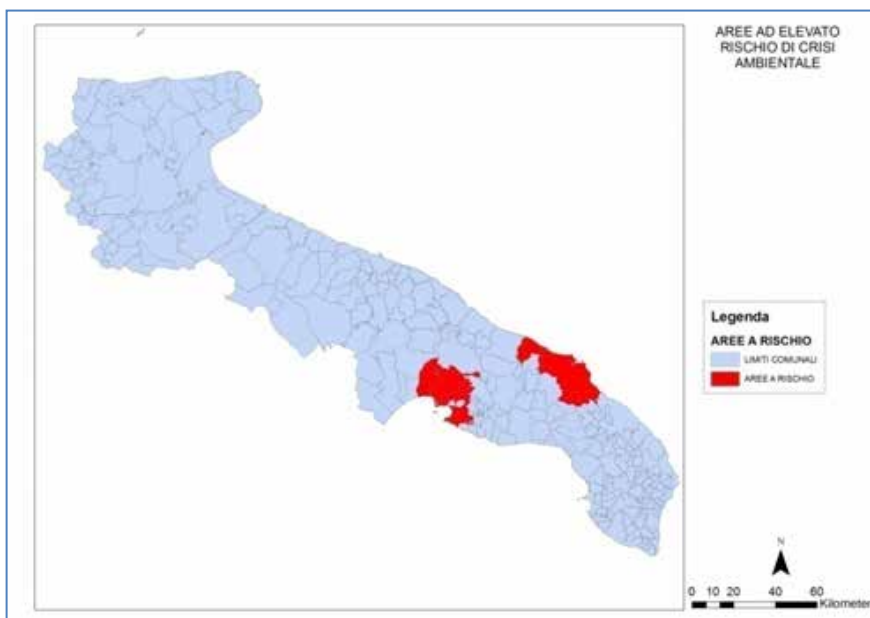 AREE AD ELEVATO
RISCHIO DI CRISI
AMBIENTALE
Legenda
AREE A RISCHIO
LIMITI COMUNALI
AREE A RISCHIO
N
0 10 20 40 60
Kilometer